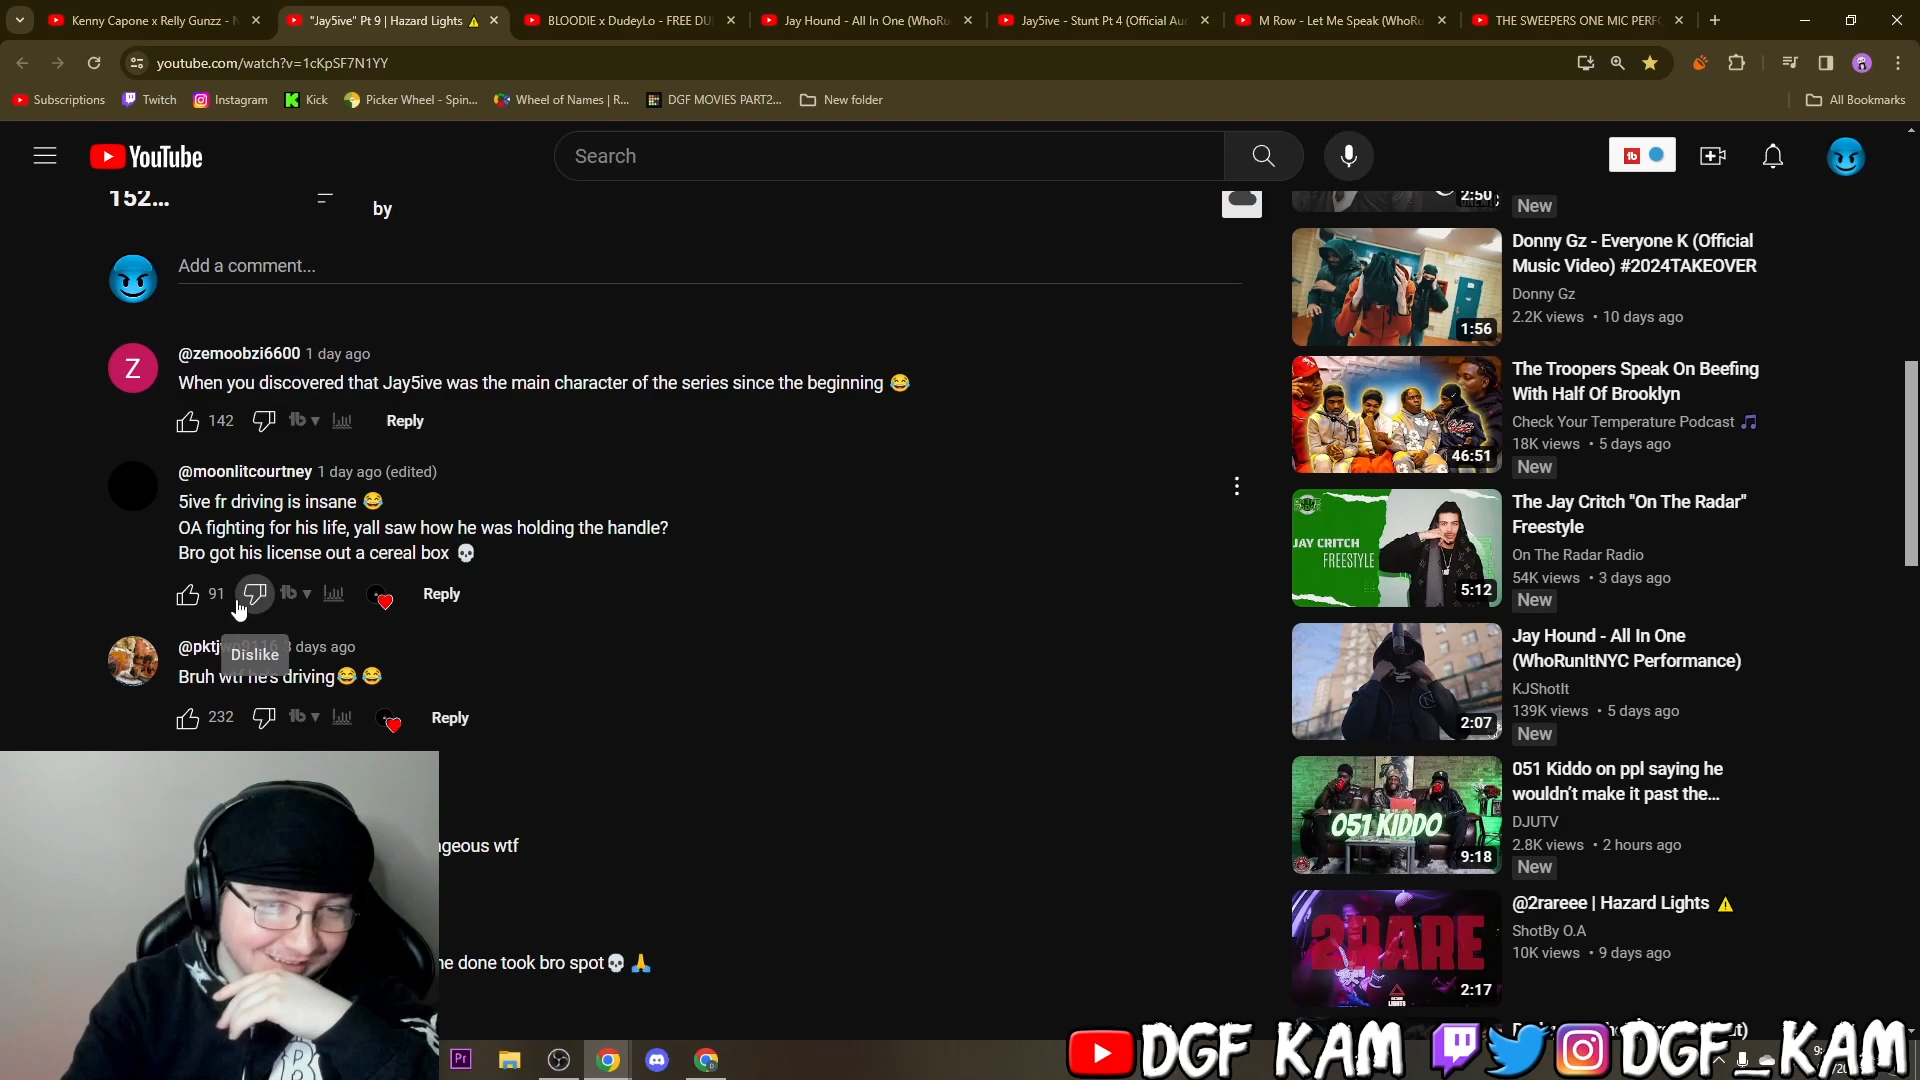 Kenny Capone x Relly Gunzz - N
"Jay5ive" Pt 9 | Hazard Lights ⚠
BLOODIE x DudeyLo - FREE DU
Jay Hound - All In One (WhoRu
Jay5ive - Stunt Pt 4 (Official Au
M Row - Let Me Speak (WhoRu
THE SWEEPERS ONE MIC PERF
youtube.com/watch?v=1cKpSF7N1YY
Subscriptions
Twitch
Instagram
Kick
Picker Wheel - Spin...
Wheel of Names | R...
DGF MOVIES PART2...
New folder
All Bookmarks
YouTube
Search
152...
by
Add a comment...
@zemoobzi6600 1 day ago
When you discovered that Jay5ive was the main character of the series since the beginning 😂
142
Reply
@moonlitcourtney 1 day ago (edited)
5ive fr driving is insane 😂
OA fighting for his life, yall saw how he was holding the handle?
Bro got his license out a cereal box 💀
91
Reply
3 days ago
Dislike
Bruh wtf he's driving😂😂
232
Reply
geous wtf
he done took bro spot💀🙏
2:50
New
1:56
Donny Gz - Everyone K (Official
Music Video) #2024TAKEOVER
Donny Gz
2.2K views • 10 days ago
46:51
The Troopers Speak On Beefing
With Half Of Brooklyn
Check Your Temperature Podcast 🎵
18K views • 5 days ago
New
JAY CRITCH
FREESTYLE
5:12
The Jay Critch "On The Radar"
Freestyle
On The Radar Radio
54K views • 3 days ago
New
2:07
Jay Hound - All In One
(WhoRunItNYC Performance)
KJShotIt
139K views • 5 days ago
New
051 KIDDO
9:18
051 Kiddo on ppl saying he
wouldn't make it past the...
DJUTV
2.8K views • 2 hours ago
New
2RARE
2:17
@2rareee | Hazard Lights ⚠
ShotBy O.A
10K views • 9 days ago
DGF KAM
DGF_KAM